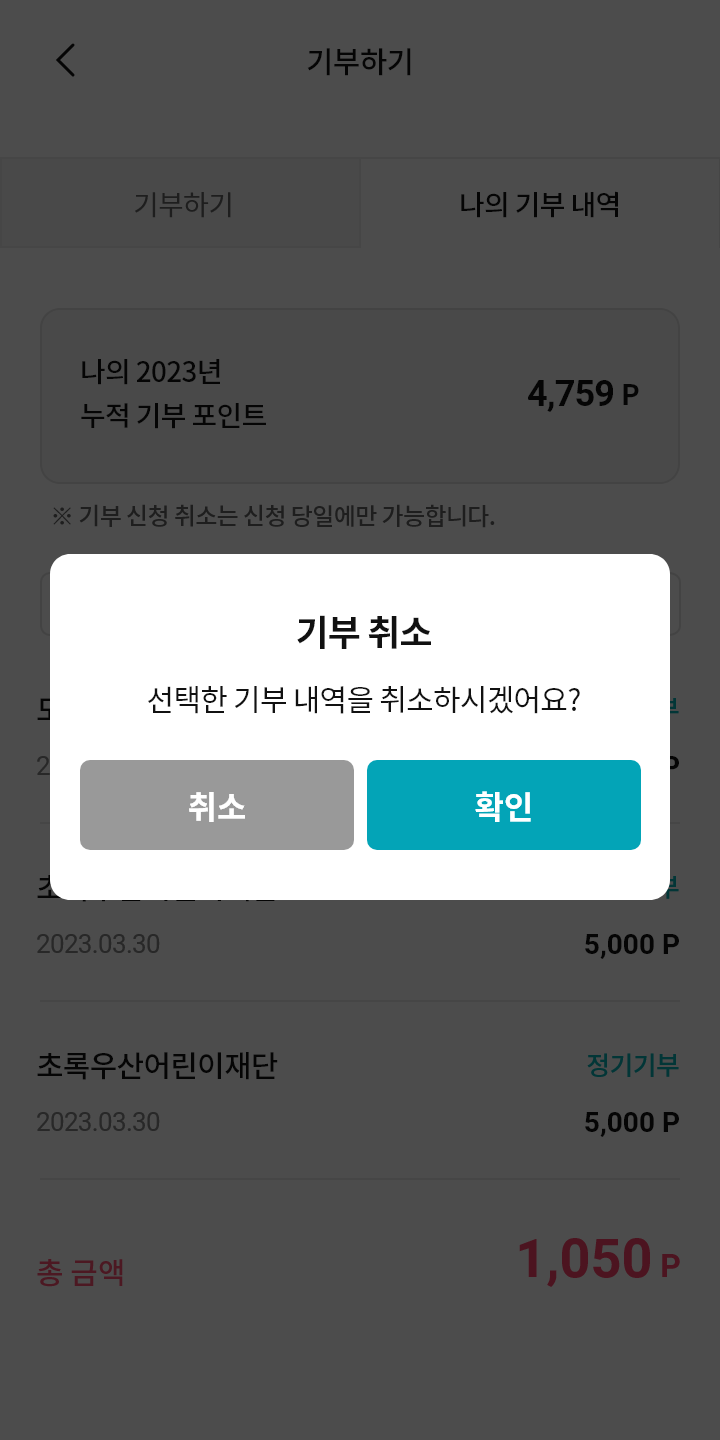 기부하기
기부하기 나의 기부 내역
나의 2023년
누적 기부 포인트
4,759 P
※ 기부 신청 취소는 신청 당일에만 가능합니다.
기부 취소
선택한 기부 내역을 취소하시겠어요?
취소 확인
2023.03.30 5,000 P
초록우산어린이재단 정기기부
2023.03.30 5,000 P
총 금액 1,050 P